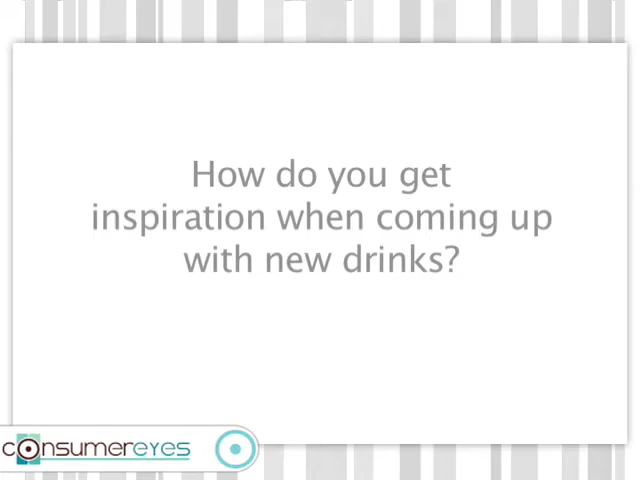 How do you get
inspiration when coming up
with new drinks?
consumereyes